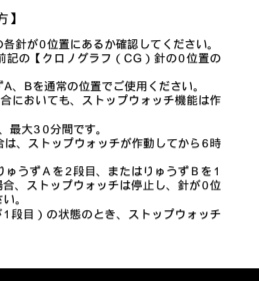 方】
の各針が0位置にあるか確認してください。
前記の【クロノグラフ(CG)針の0位置の
ずA、Bを通常の位置でご使用ください。
合においても、ストップウォッチ機能は作
、最大30分間です。
合は、ストップウォッチが作動してから6時
りゅうずAを2段目、またはりゅうずBを1
場合、ストップウォッチは停止し、針が0位
さい。
1段目)の状態のとき、ストップウォッチ